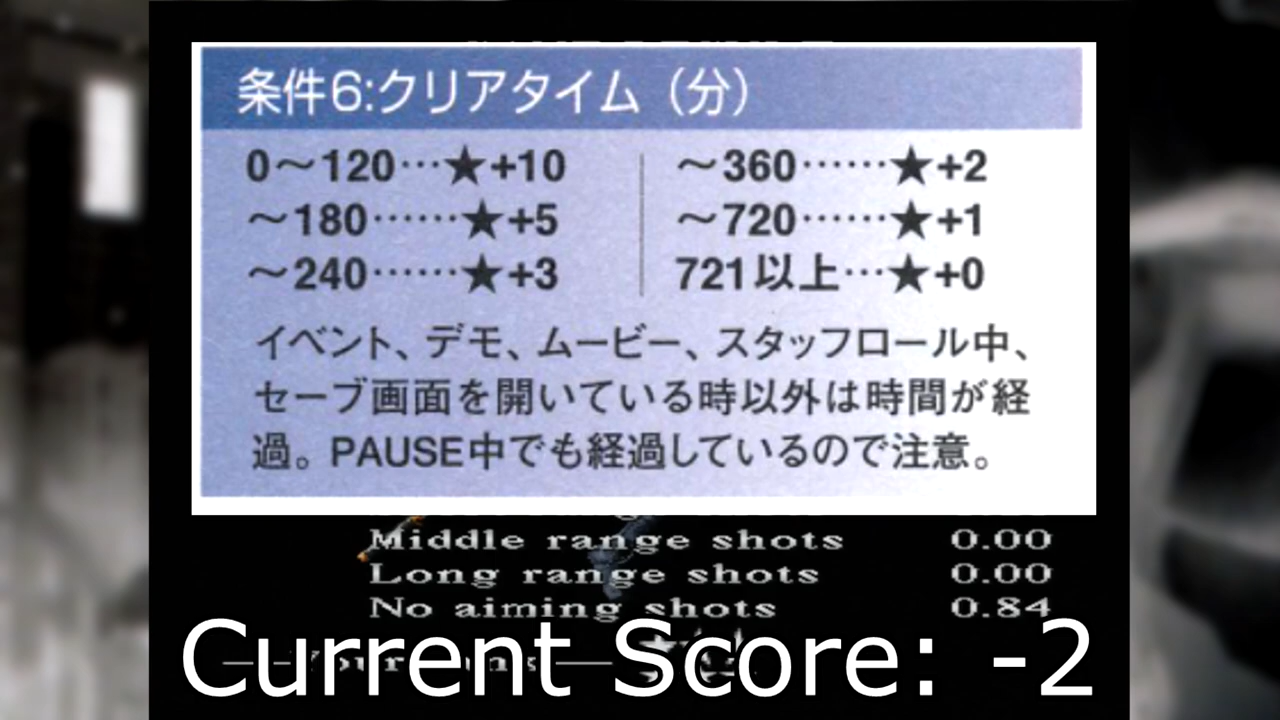 条件6:クリアタイム（分）
0～120…★+10
～180……★+5
～240……★+3
～360……★+2
～720……★+1
721以上…★+0
イベント、デモ、ムービー、スタッフロール中、
セーブ画面を開いている時以外は時間が経
過。PAUSE中でも経過しているので注意。
Middle range shots 0.00
Long range shots 0.00
No aiming shots 0.84
Current Score: -2